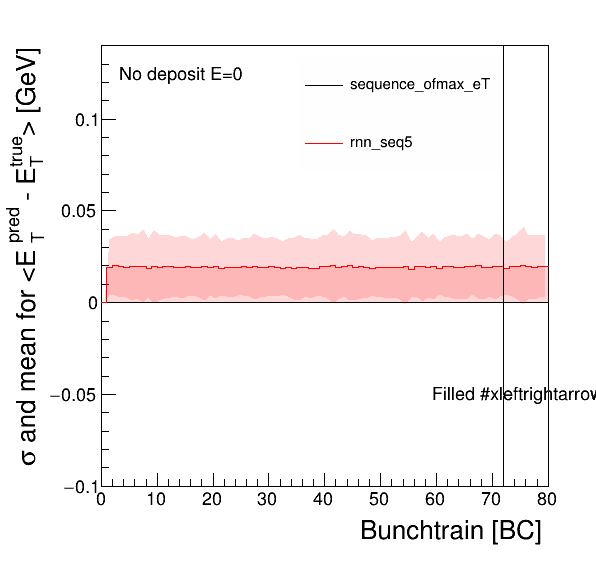 No deposit E=0
sequence_ofmax_eT
rnn_seq5
0.1
0.05
0
−0.05
−0.1
Filled #xleftrightarrow
0 10 20 30 40 50 60 70 80
Bunchtrain [BC]
σ and mean for <E_T^pred - E_T^true> [GeV]